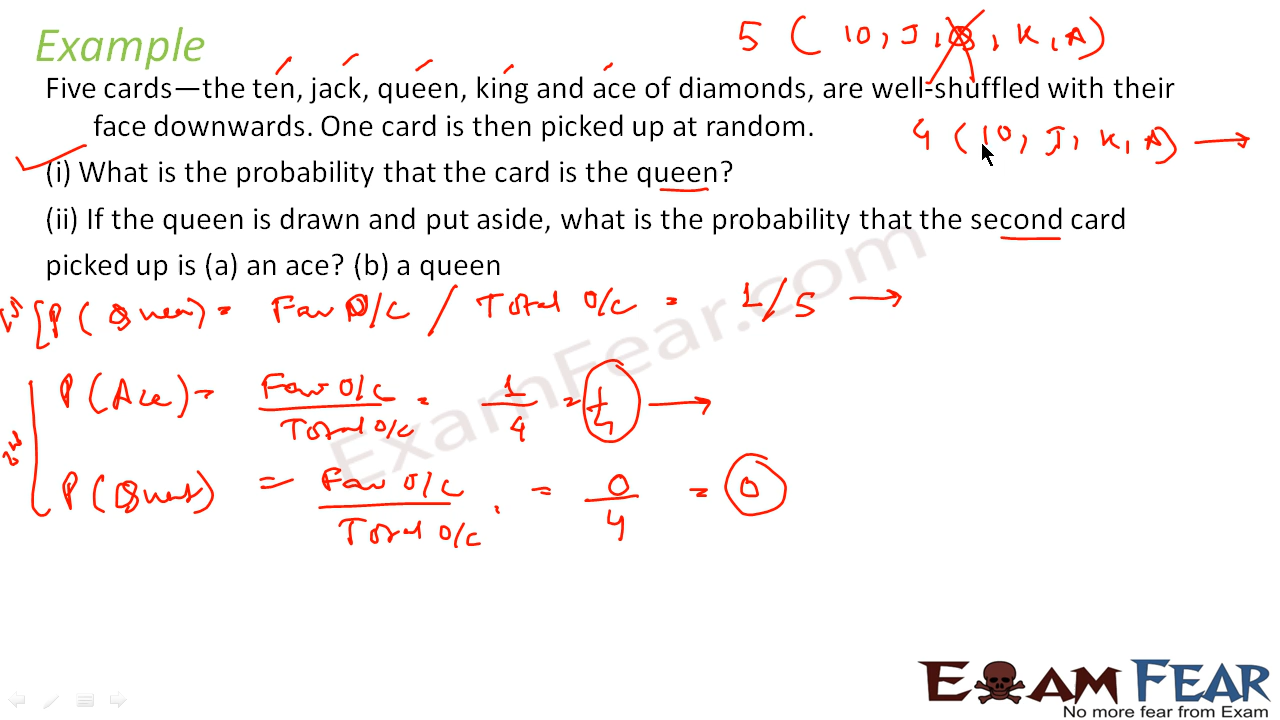 Example
5 ( 10, J, Q, K, A)
Five cards—the ten, jack, queen, king and ace of diamonds, are well-shuffled with their
face downwards. One card is then picked up at random.
4 ( 10, J, K, A) →
(i) What is the probability that the card is the queen?
(ii) If the queen is drawn and put aside, what is the probability that the second card
picked up is (a) an ace? (b) a queen
1st [ P ( Queen) = Fav O/C / Total O/C = 1/5 →
P (Ace) = Fav O/C / Total O/C = 1/4 = 1/4 →
2nd
P (Queen) = Fav O/C / Total O/C = 0/4 = 0
ExamFear.com
EXAM FEAR
No more fear from Exam